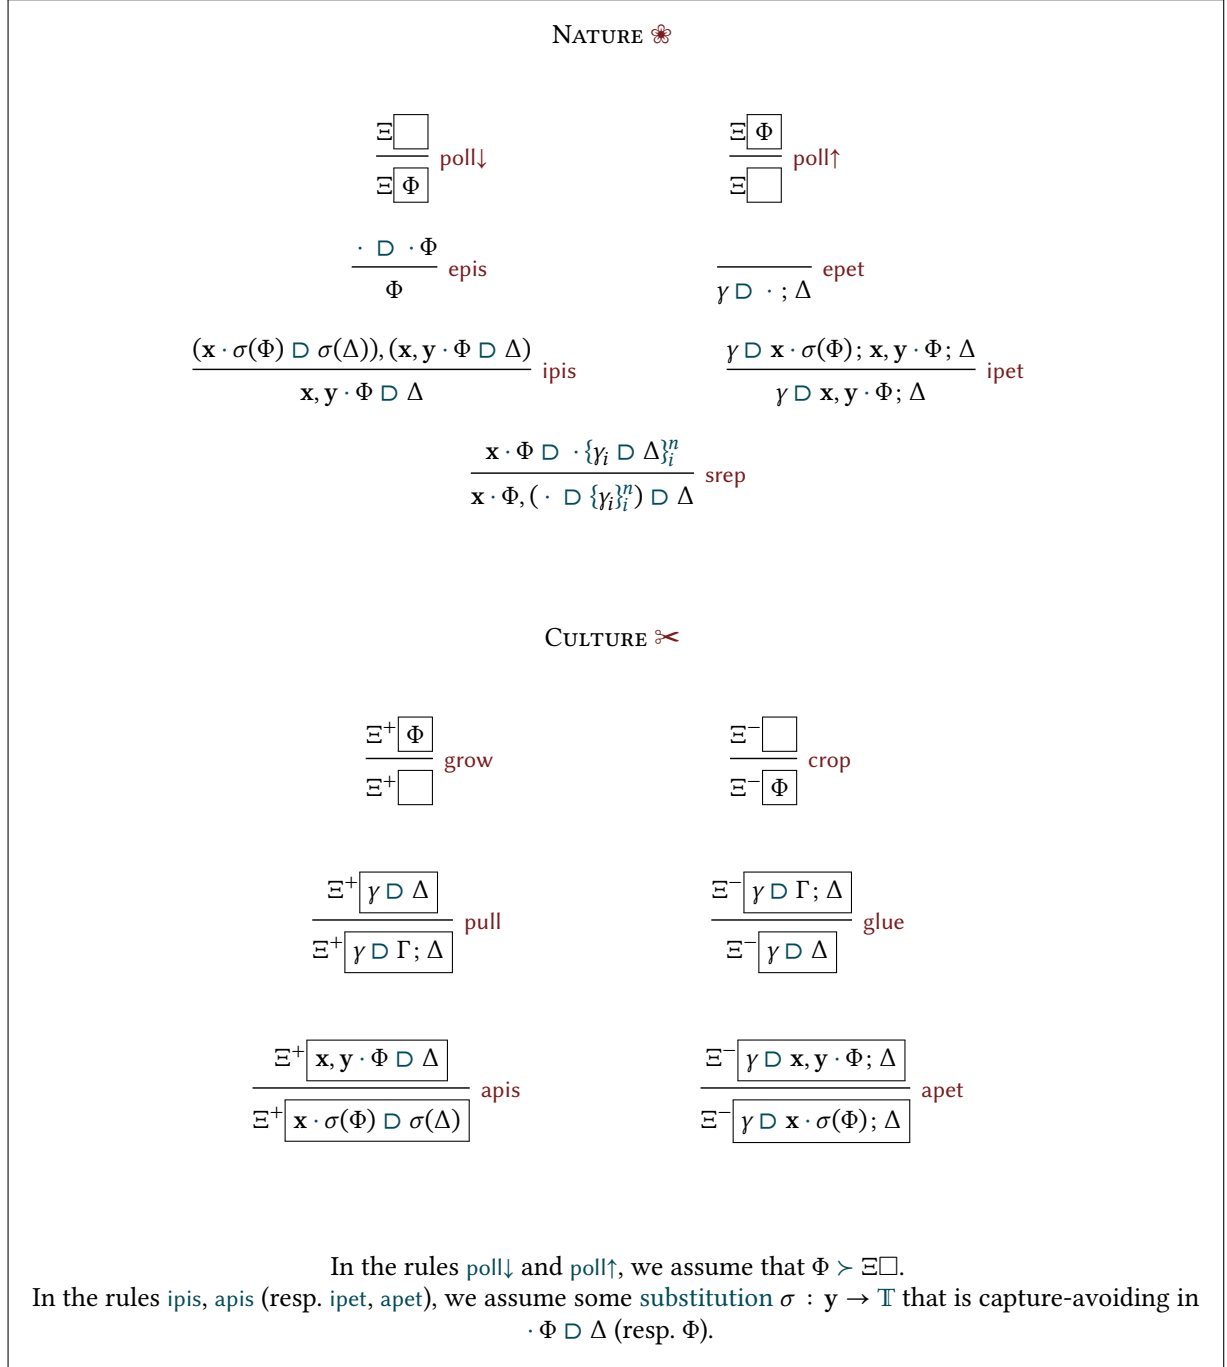 NATURE ❀
Ξ□ Ξ[Φ]
poll↓ poll↑
Ξ[Φ] Ξ□
· ⊃ · Φ
epis epet
Φ γ ⊃ · ; Δ
(x · σ(Φ) ⊃ σ(Δ)), (x, y · Φ ⊃ Δ) γ ⊃ x · σ(Φ) ; x, y · Φ ; Δ
ipis ipet
x, y · Φ ⊃ Δ γ ⊃ x, y · Φ ; Δ
x · Φ ⊃ · {γᵢ ⊃ Δ}ᵢⁿ
srep
x · Φ, ( · ⊃ {γᵢ}ᵢⁿ) ⊃ Δ
CULTURE ✂
Ξ⁺[Φ] Ξ⁻□
grow crop
Ξ⁺□ Ξ⁻[Φ]
Ξ⁺[γ ⊃ Δ] Ξ⁻[γ ⊃ Γ ; Δ]
pull glue
Ξ⁺[γ ⊃ Γ ; Δ] Ξ⁻[γ ⊃ Δ]
Ξ⁺[x, y · Φ ⊃ Δ] Ξ⁻[γ ⊃ x, y · Φ ; Δ]
apis apet
Ξ⁺[x · σ(Φ) ⊃ σ(Δ)] Ξ⁻[γ ⊃ x · σ(Φ) ; Δ]
In the rules poll↓ and poll↑, we assume that Φ ≻ Ξ□.
In the rules ipis, apis (resp. ipet, apet), we assume some substitution σ : y → 𝕋 that is capture-avoiding in
· Φ ⊃ Δ (resp. Φ).